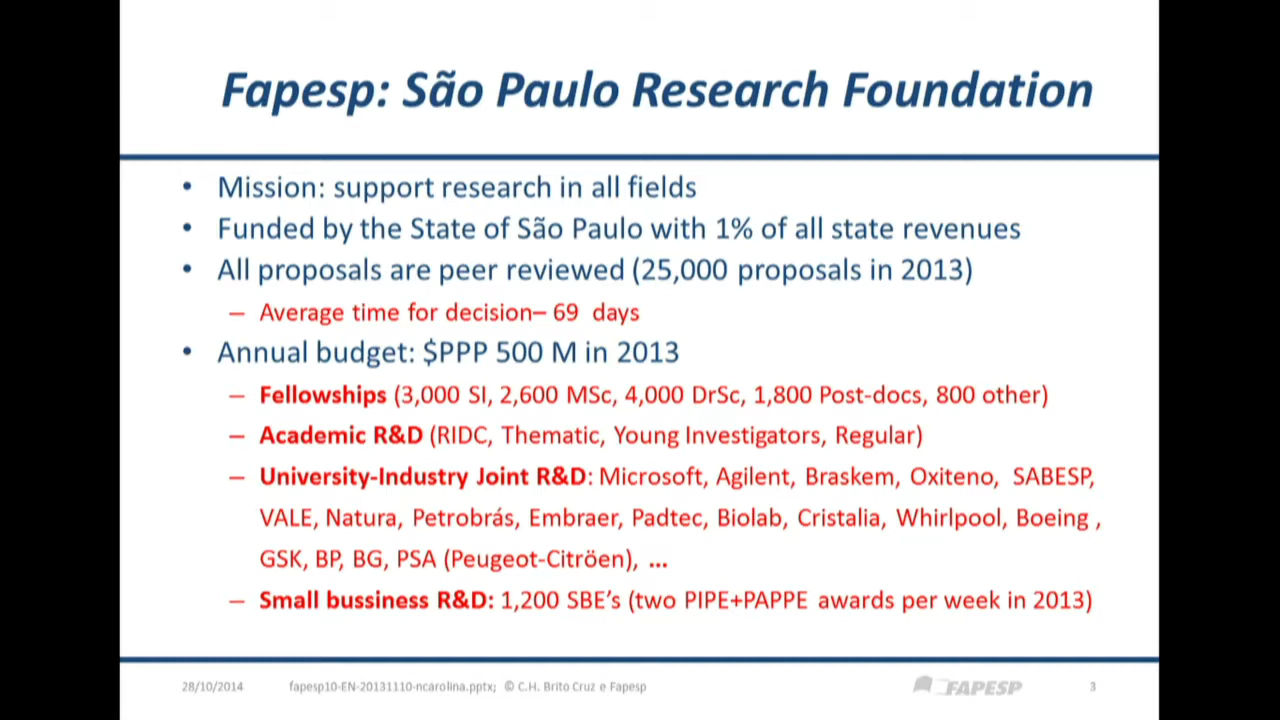 Fapesp: São Paulo Research Foundation
• Mission: support research in all fields
• Funded by the State of São Paulo with 1% of all state revenues
• All proposals are peer reviewed (25,000 proposals in 2013)
– Average time for decision– 69 days
• Annual budget: $PPP 500 M in 2013
– Fellowships (3,000 SI, 2,600 MSc, 4,000 DrSc, 1,800 Post-docs, 800 other)
– Academic R&D (RIDC, Thematic, Young Investigators, Regular)
– University-Industry Joint R&D: Microsoft, Agilent, Braskem, Oxiteno, SABESP,
VALE, Natura, Petrobrás, Embraer, Padtec, Biolab, Cristalia, Whirlpool, Boeing ,
GSK, BP, BG, PSA (Peugeot-Citröen), ...
– Small bussiness R&D: 1,200 SBE’s (two PIPE+PAPPE awards per week in 2013)
28/10/2014 fapesp10-EN-20131110-ncarolina.pptx; © C.H. Brito Cruz e Fapesp FAPESP 3